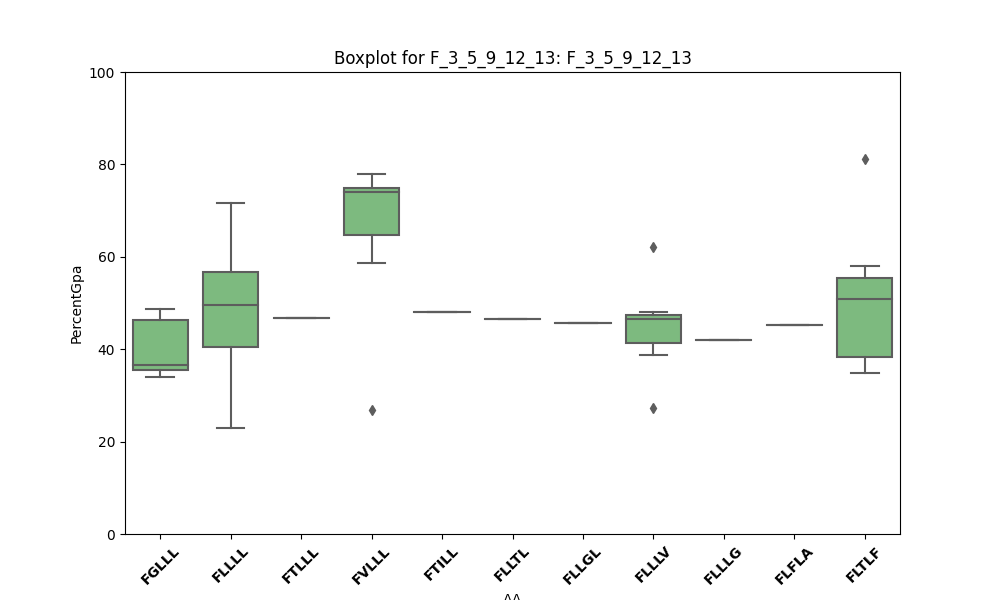 Boxplot for F_3_5_9_12_13: F_3_5_9_12_13
100
80
60
40
20
0
PercentGpa
FGLLL
FLLLL
FTLLL
FVLLL
FTILL
FLLTL
FLLGL
FLLLV
FLLLG
FLFLA
FLTLF
AA